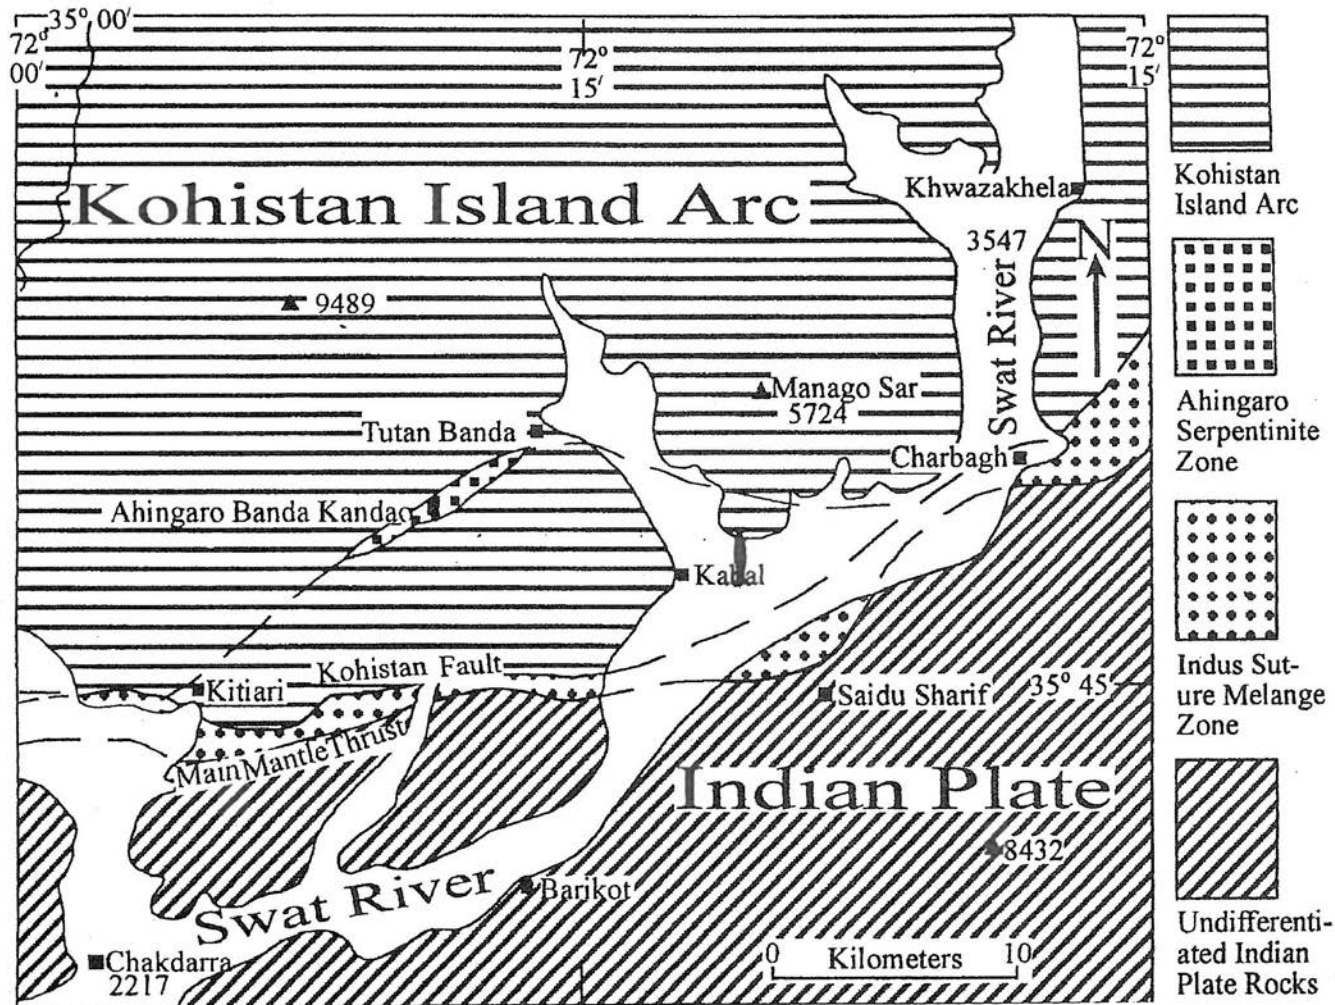 35° 00′
72°
00′
72°
15′
72°
15′
Kohistan Island Arc
Khwazakhela
3547
N
Swat River
9489
Manago Sar
5724
Tutan Banda
Charbagh
Ahingaro Banda Kandao
Kabal
Kohistan Fault
Kitiari
Saidu Sharif
35° 45
Main Mantle Thrust
Indian Plate
8432
Barikot
Swat River
Chakdarra
2217
0 Kilometers 10
Kohistan
Island Arc
Ahingaro
Serpentinite
Zone
Indus Sut-
ure Melange
Zone
Undifferenti-
ated Indian
Plate Rocks